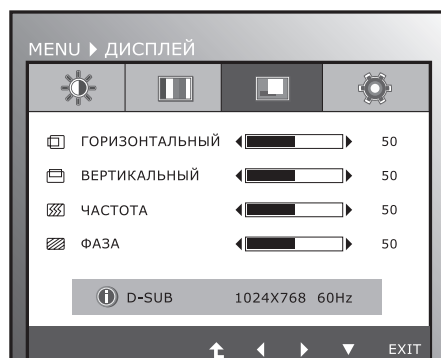 MENU ДИСПЛЕЙ
ГОРИЗОНТАЛЬНЫЙ 50
ВЕРТИКАЛЬНЫЙ 50
ЧАСТОТА 50
ФАЗА 50
D-SUB 1024X768 60Hz
EXIT